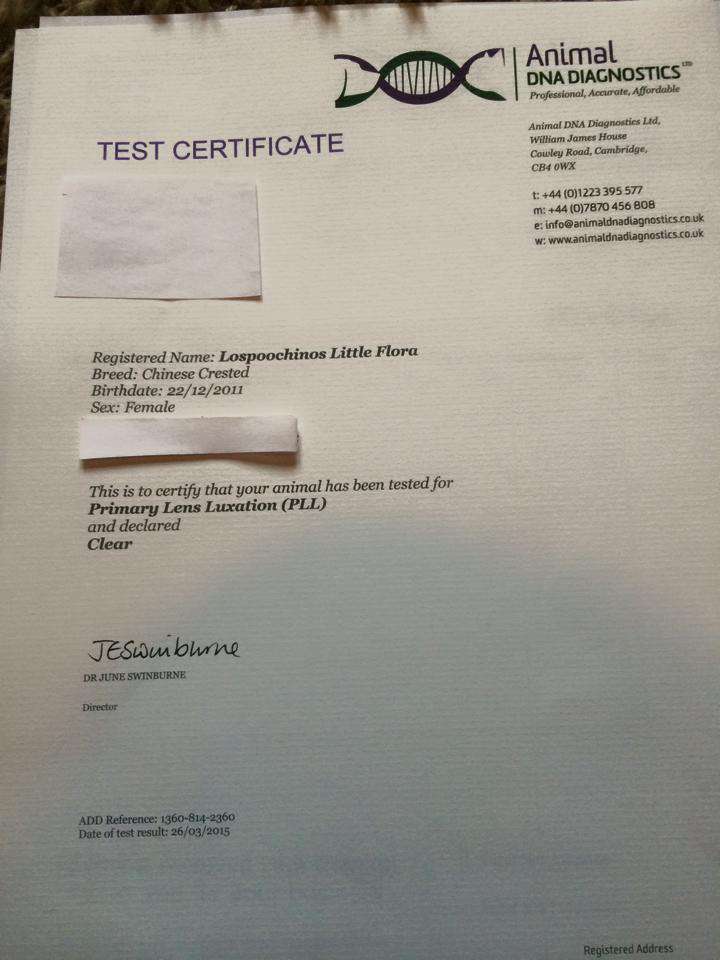 Animal
DNA DIAGNOSTICS LTD
Professional, Accurate, Affordable
Animal DNA Diagnostics Ltd,
William James House
Cowley Road, Cambridge,
CB4 0WX
t: +44 (0)1223 395 577
m: +44 (0)7870 456 808
e: info@animaldnadiagnostics.co.uk
w: www.animaldnadiagnostics.co.uk
TEST CERTIFICATE
Registered Name: Lospoochinos Little Flora
Breed: Chinese Crested
Birthdate: 22/12/2011
Sex: Female
This is to certify that your animal has been tested for
Primary Lens Luxation (PLL)
and declared
Clear
JESwinburne
DR JUNE SWINBURNE
Director
ADD Reference: 1360-814-2360
Date of test result: 26/03/2015
Registered Address